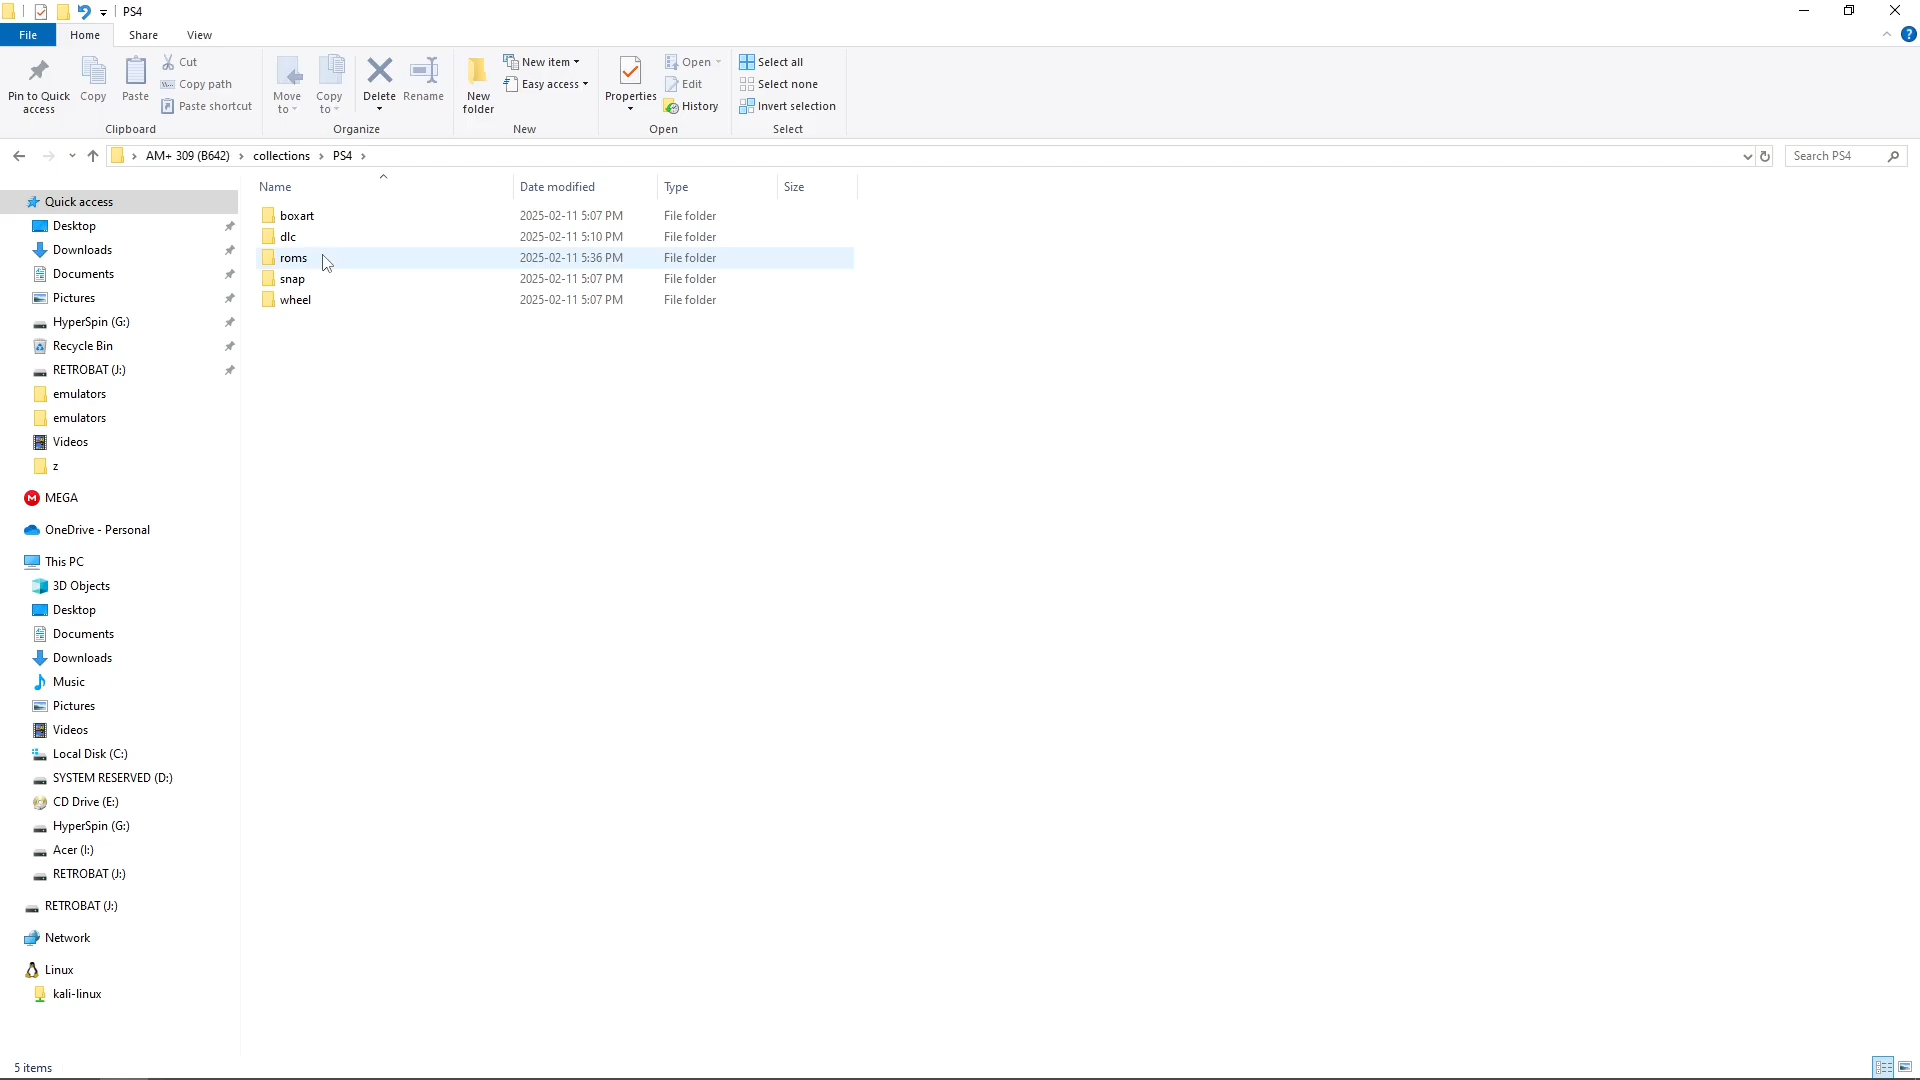 PS4
File Home Share View
Pin to Quick access
Copy
Paste
Cut
Copy path
Paste shortcut
Move to
Copy to
Delete
Rename
New folder
New item
Easy access
Properties
Open
Edit
History
Select all
Select none
Invert selection
Clipboard Organize New Open Select
AM+ 309 (B642) collections PS4
Search PS4
Name Date modified Type Size
boxart 2025-02-11 5:07 PM File folder
dlc 2025-02-11 5:10 PM File folder
roms 2025-02-11 5:36 PM File folder
snap 2025-02-11 5:07 PM File folder
wheel 2025-02-11 5:07 PM File folder
Quick access
Desktop
Downloads
Documents
Pictures
HyperSpin (G:)
Recycle Bin
RETROBAT (J:)
emulators
emulators
Videos
z
MEGA
OneDrive - Personal
This PC
3D Objects
Desktop
Documents
Downloads
Music
Pictures
Videos
Local Disk (C:)
SYSTEM RESERVED (D:)
CD Drive (E:)
HyperSpin (G:)
Acer (I:)
RETROBAT (J:)
RETROBAT (J:)
Network
Linux
kali-linux
5 items